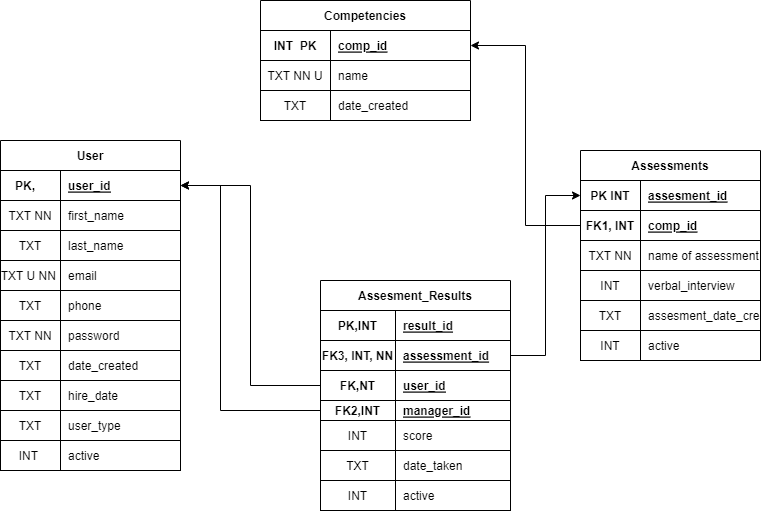 Competencies
INT PK comp_id
TXT NN U name
TXT date_created
User
PK, user_id
TXT NN first_name
TXT last_name
TXT U NN email
TXT phone
TXT NN password
TXT date_created
TXT hire_date
TXT user_type
INT active
Assesment_Results
PK,INT result_id
FK3, INT, NN assessment_id
FK,NT user_id
FK2,INT manager_id
INT score
TXT date_taken
INT active
Assessments
PK INT assesment_id
FK1, INT comp_id
TXT NN name of assessment
INT verbal_interview
TXT assesment_date_cre
INT active